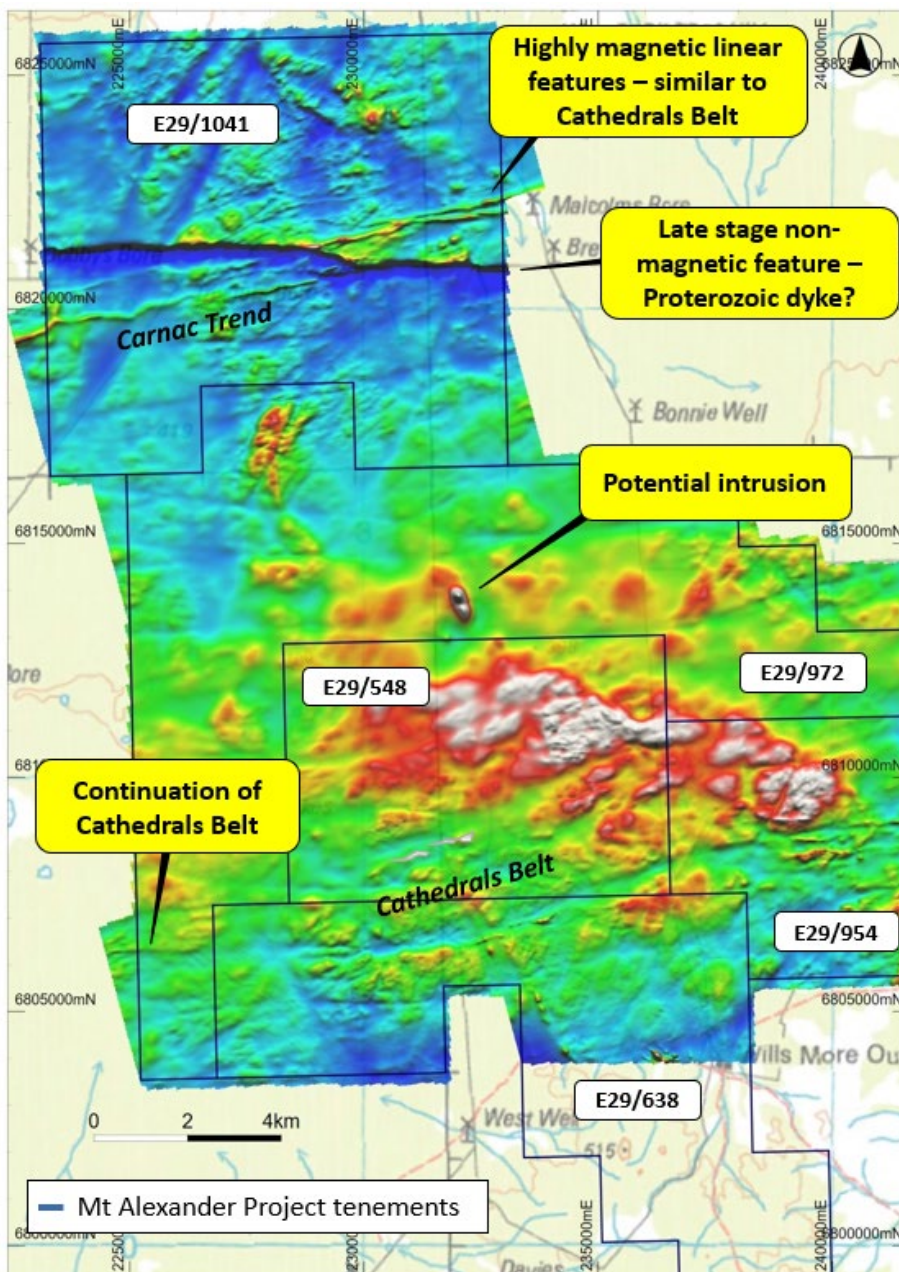 6825000mN
225000mE
230000mE
240000mE
Highly magnetic linear
features – similar to
Cathedrals Belt
E29/1041
Malcolms Bore
Late stage non-
magnetic feature –
Proterozoic dyke?
6820000mN
Carnac Trend
Bonnie Well
Potential intrusion
6815000mN
6815000mN
E29/548
E29/972
6810000mN
Continuation of
Cathedrals Belt
Cathedrals Belt
E29/954
6805000mN
6805000mN
E29/638
West Well
515
0 2 4km
Mt Alexander Project tenements
235000mE
240000mE
6800000mN
Davies